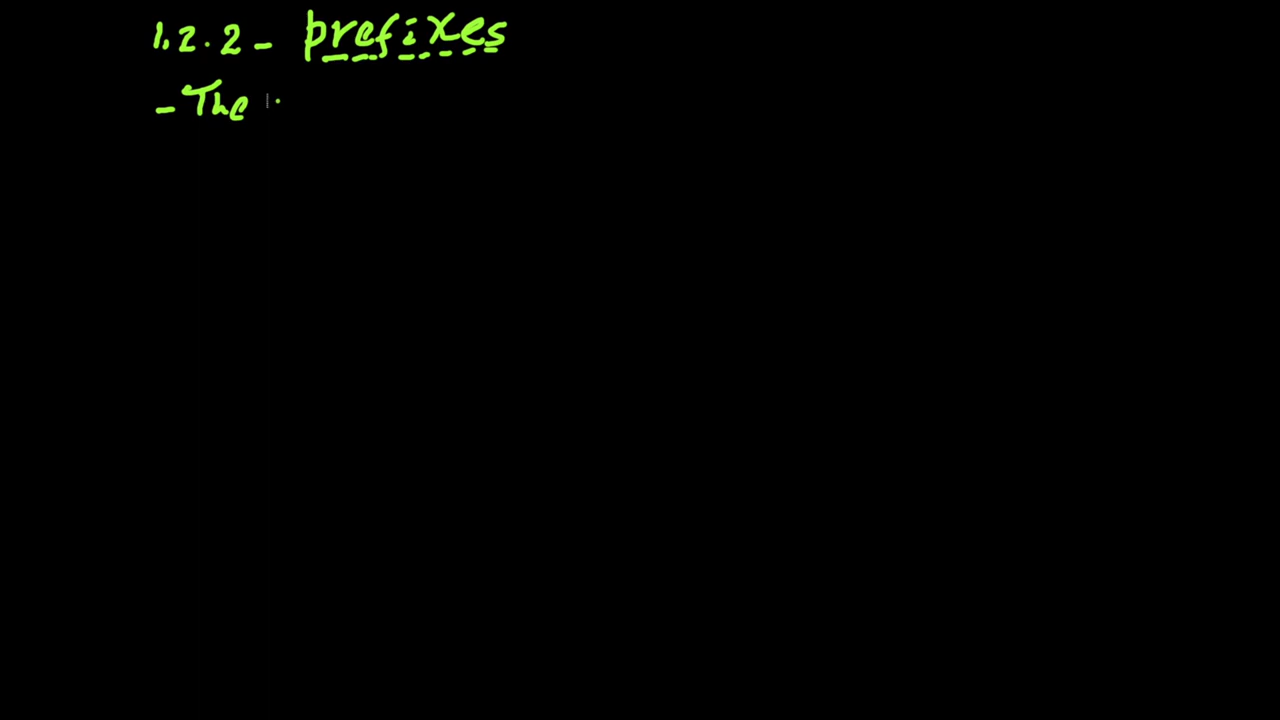 1.2.2- prefixes
- The